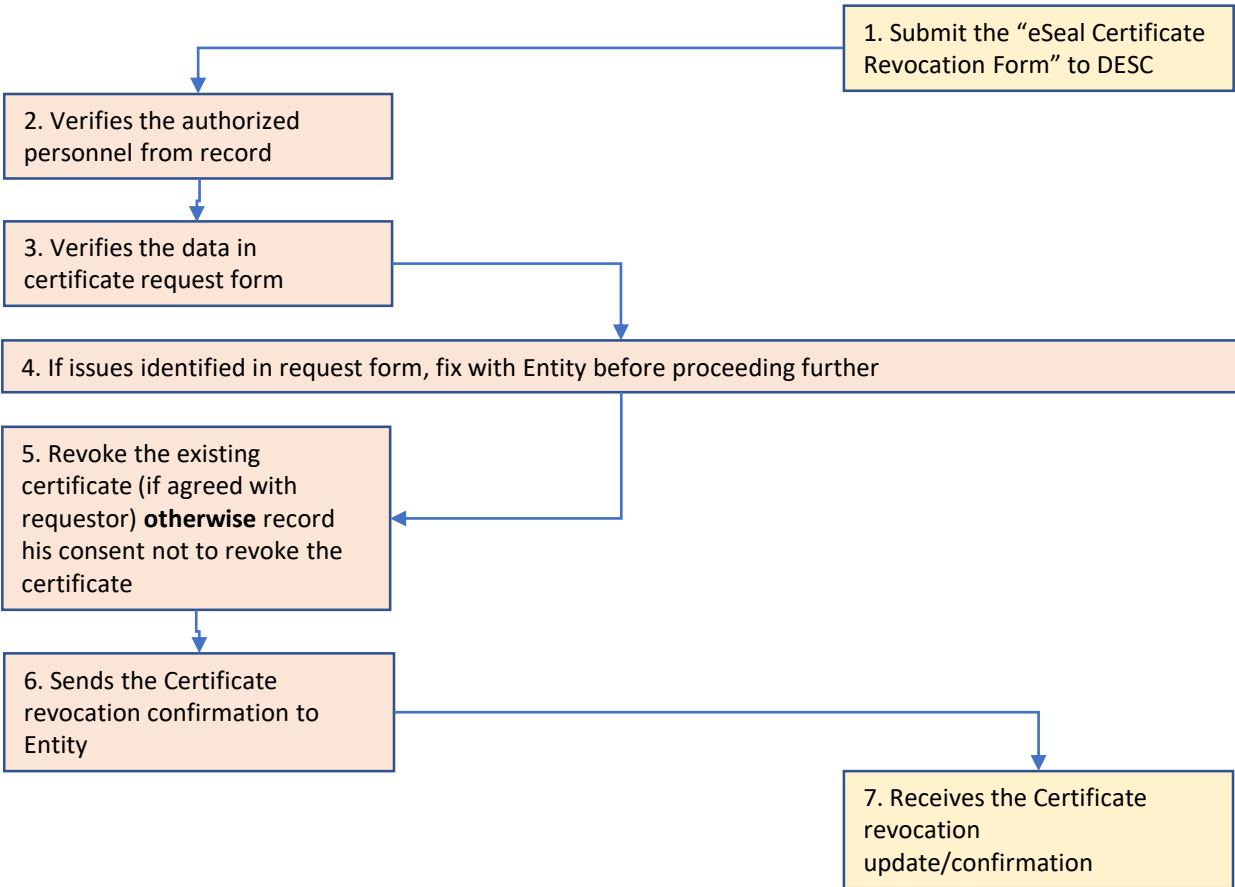 1. Submit the “eSeal Certificate
Revocation Form” to DESC
2. Verifies the authorized
personnel from record
3. Verifies the data in
certificate request form
4. If issues identified in request form, fix with Entity before proceeding further
5. Revoke the existing
certificate (if agreed with
requestor) otherwise record
his consent not to revoke the
certificate
6. Sends the Certificate
revocation confirmation to
Entity
7. Receives the Certificate
revocation
update/confirmation